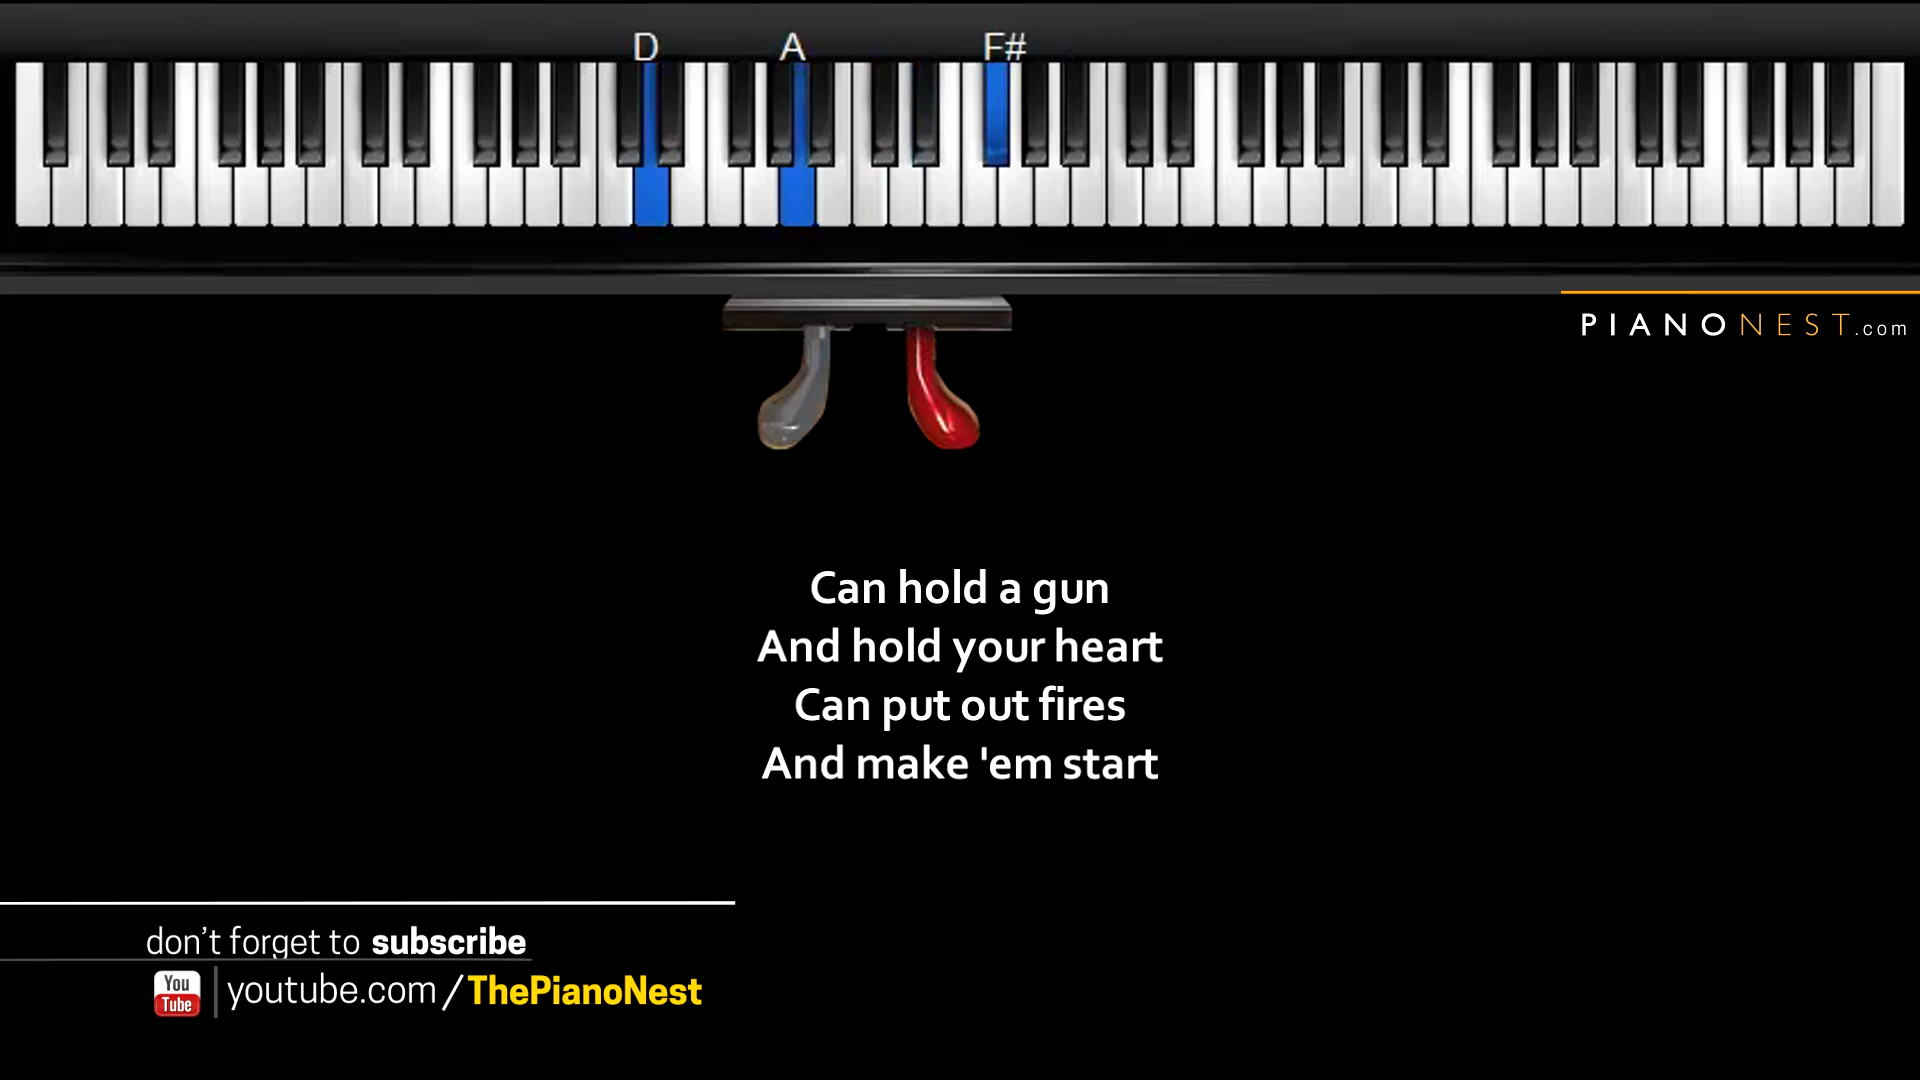 D A F#
PIANONEST.com
Can hold a gun
And hold your heart
Can put out fires
And make 'em start
don't forget to subscribe
You
Tube
youtube.com/ThePianoNest